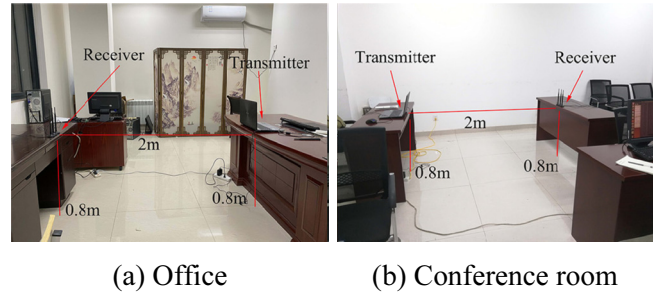 Receiver
Transmitter
2m
0.8m
0.8m
Transmitter
Receiver
2m
0.8m
0.8m
(a) Office
(b) Conference room